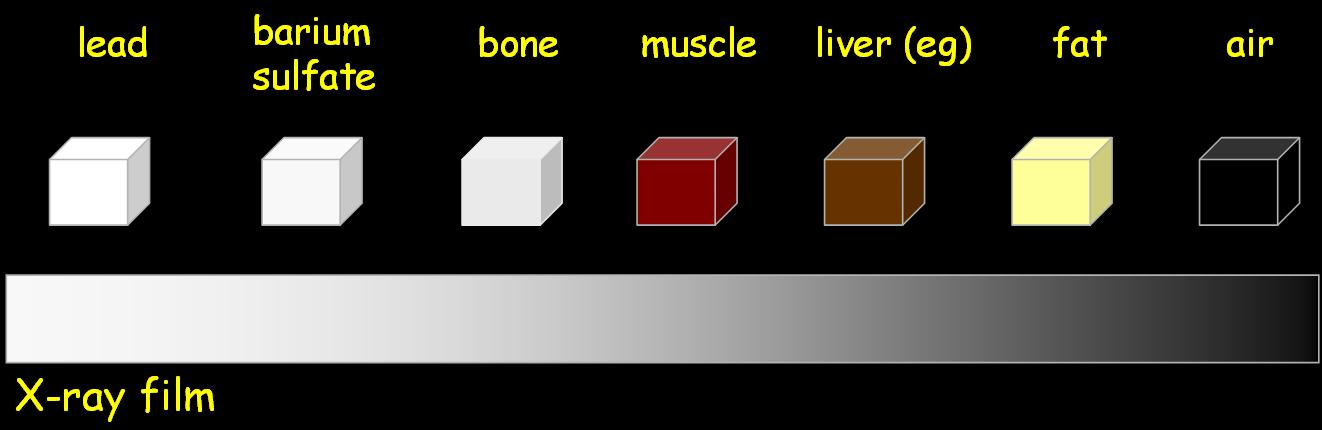 lead
barium
sulfate
bone
muscle
liver (eg)
fat
air
X-ray film